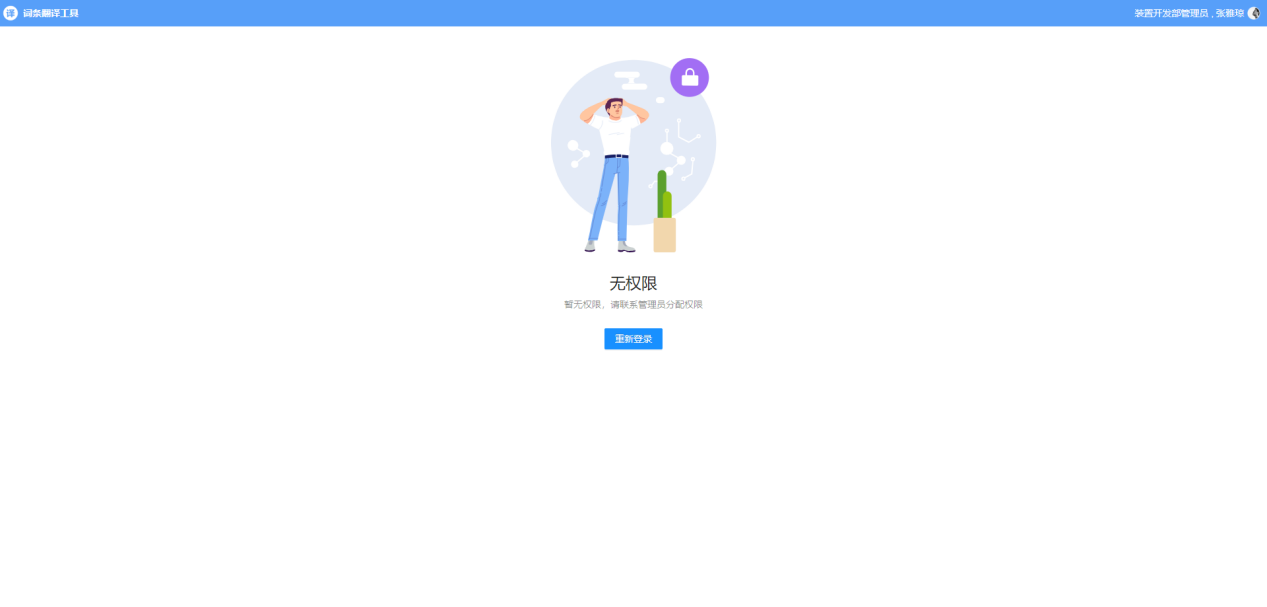 译 词条翻译工具
装置开发部管理员 , 张雅琼
无权限
暂无权限，请联系管理员分配权限
重新登录